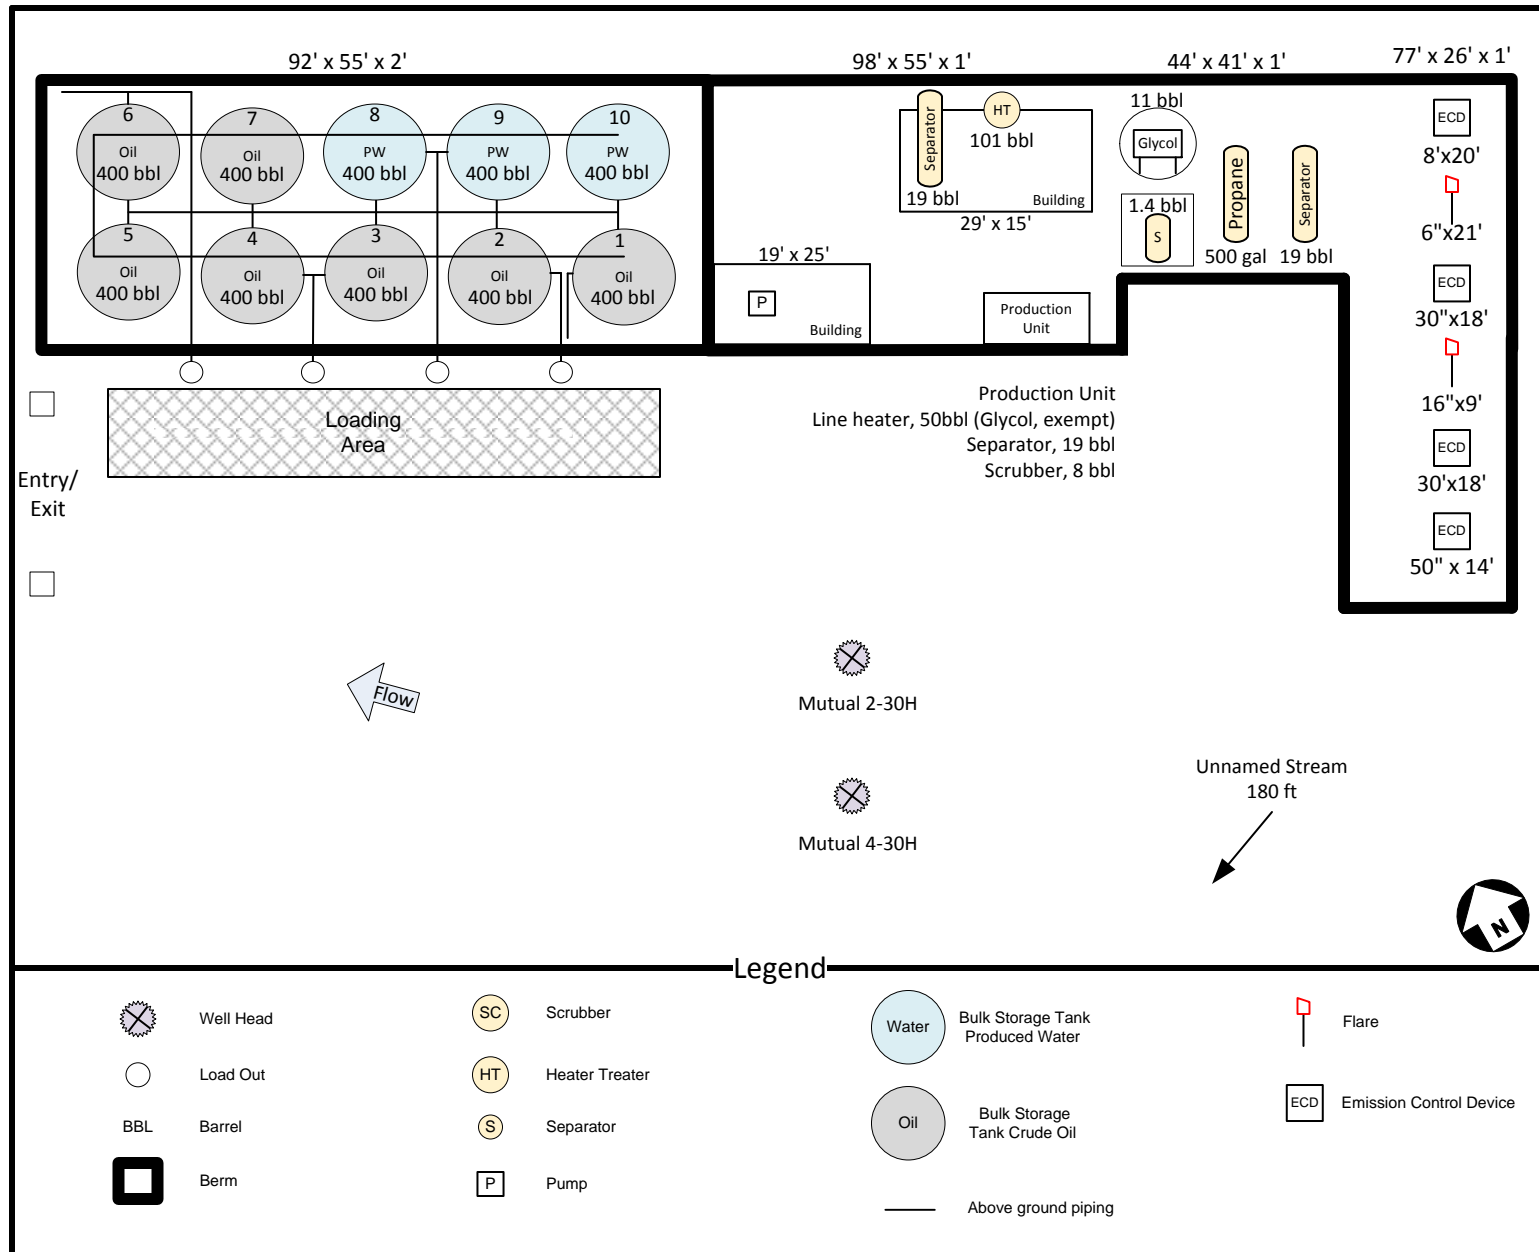 92' x 55' x 2'
98' x 55' x 1'
44' x 41' x 1'
77' x 26' x 1'
6
Oil
400 bbl
7
Oil
400 bbl
8
PW
400 bbl
9
PW
400 bbl
10
PW
400 bbl
5
Oil
400 bbl
4
Oil
400 bbl
3
Oil
400 bbl
2
Oil
400 bbl
1
Oil
400 bbl
Separator
19 bbl
HT
101 bbl
Building
29' x 15'
19' x 25'
P
Building
Production
Unit
11 bbl
Glycol
1.4 bbl
S
Propane
500 gal
Separator
19 bbl
ECD
8'x20'
6"x21'
ECD
30"x18'
16"x9'
ECD
30'x18'
ECD
50" x 14'
Loading
Area
Entry/
Exit
Production Unit
Line heater, 50bbl (Glycol, exempt)
Separator, 19 bbl
Scrubber, 8 bbl
Flow
Mutual 2-30H
Mutual 4-30H
Unnamed Stream
180 ft
N
Legend
Well Head
Load Out
BBL Barrel
Berm
SC Scrubber
HT Heater Treater
S Separator
P Pump
Water
Bulk Storage Tank
Produced Water
Oil
Bulk Storage
Tank Crude Oil
Above ground piping
Flare
ECD Emission Control Device